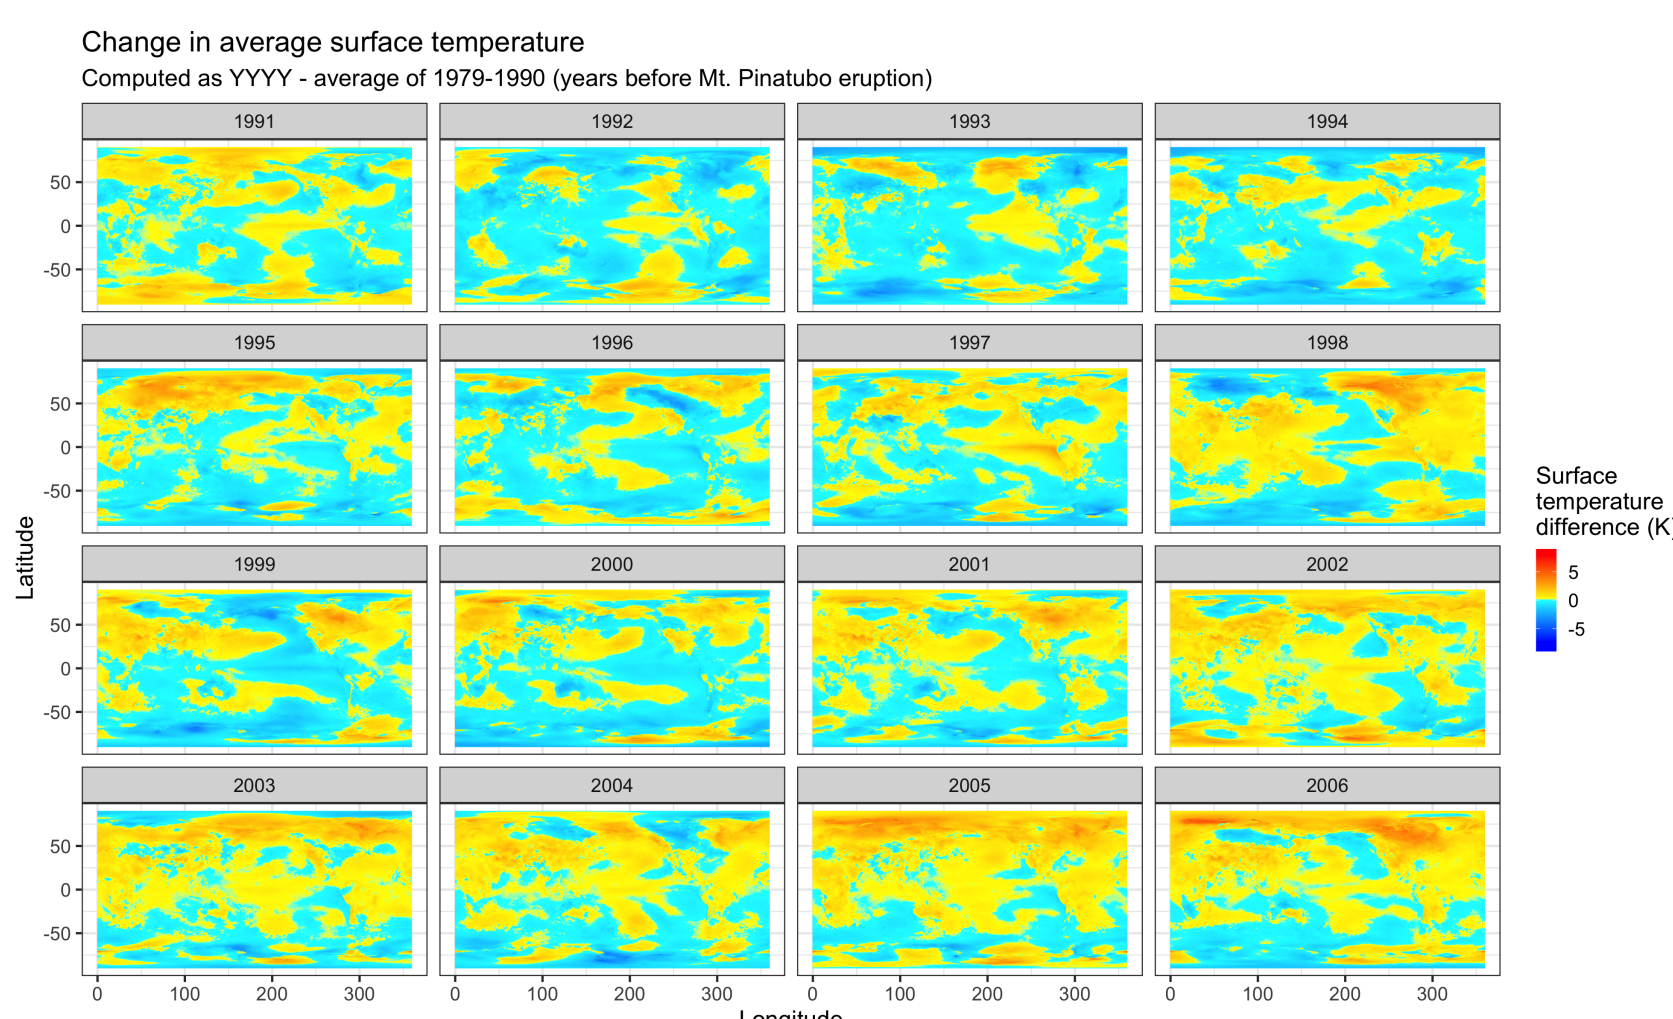 Change in average surface temperature
Computed as YYYY - average of 1979-1990 (years before Mt. Pinatubo eruption)
1991 1992 1993 1994
50
0
-50
1995 1996 1997 1998
50
0
-50
1999 2000 2001 2002
50
0
-50
2003 2004 2005 2006
50
0
-50
0 100 200 300 0 100 200 300 0 100 200 300 0 100 200 300
Latitude
Longitude
Surface
temperature
difference (K)
5
0
-5